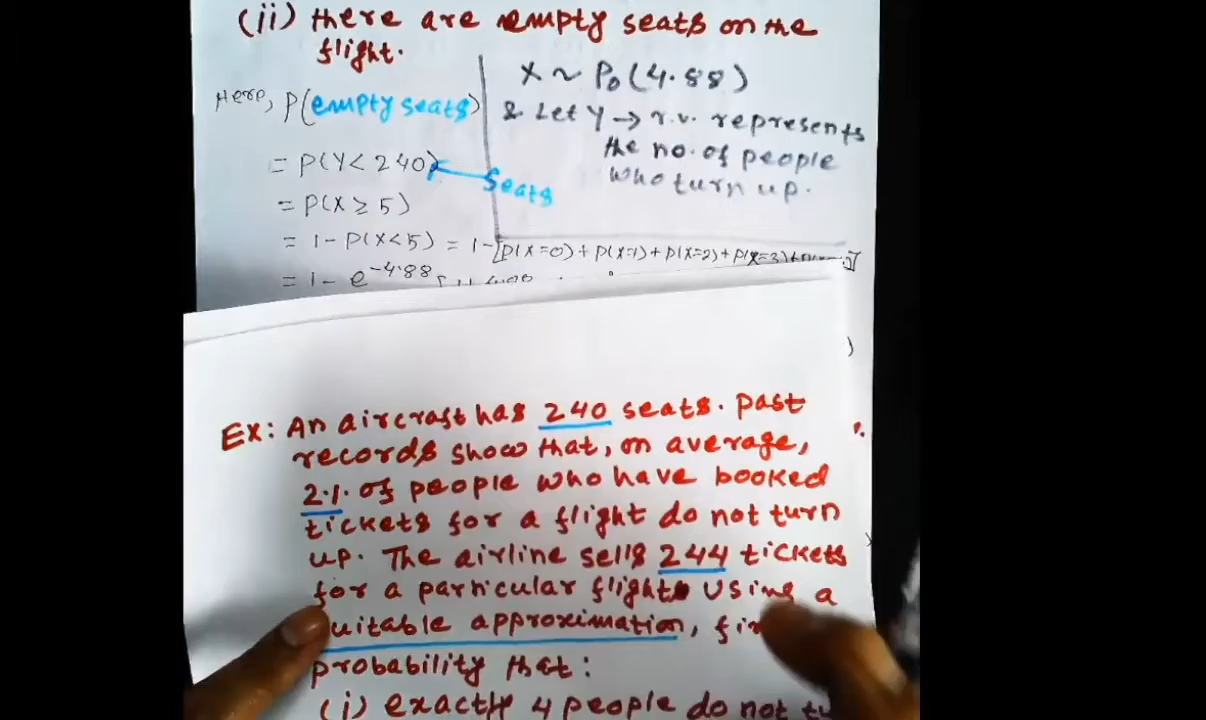 (ii) there are empty seats on the
flight.
Here, P(empty seats)
= P(Y < 240) Seats
= P(X ≥ 5)
= 1 - P(X<5) = 1 - [P(X=0) + P(X=1) + P(X=2) + P(X=3) +
= 1 - e^-4.88
X ~ Po(4.88)
& Let Y → r.v. represents
the no. of people
who turn up.
Ex: An aircraft has 240 seats. past
records show that, on average,
2%. of people who have booked
tickets for a flight do not turn
up. The airline sells 244 tickets
for a particular flight. Using a
suitable approximation,
probability that:
(i) exactly 4 people do not